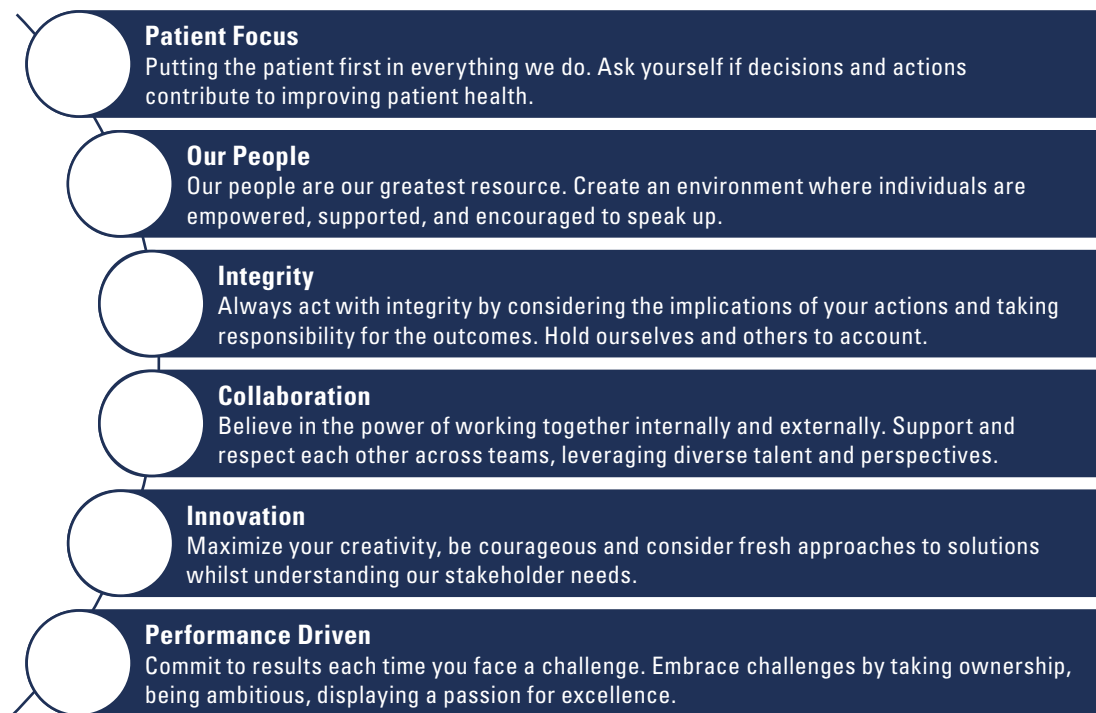 Patient Focus
Putting the patient first in everything we do. Ask yourself if decisions and actions
contribute to improving patient health.
Our People
Our people are our greatest resource. Create an environment where individuals are
empowered, supported, and encouraged to speak up.
Integrity
Always act with integrity by considering the implications of your actions and taking
responsibility for the outcomes. Hold ourselves and others to account.
Collaboration
Believe in the power of working together internally and externally. Support and
respect each other across teams, leveraging diverse talent and perspectives.
Innovation
Maximize your creativity, be courageous and consider fresh approaches to solutions
whilst understanding our stakeholder needs.
Performance Driven
Commit to results each time you face a challenge. Embrace challenges by taking ownership,
being ambitious, displaying a passion for excellence.